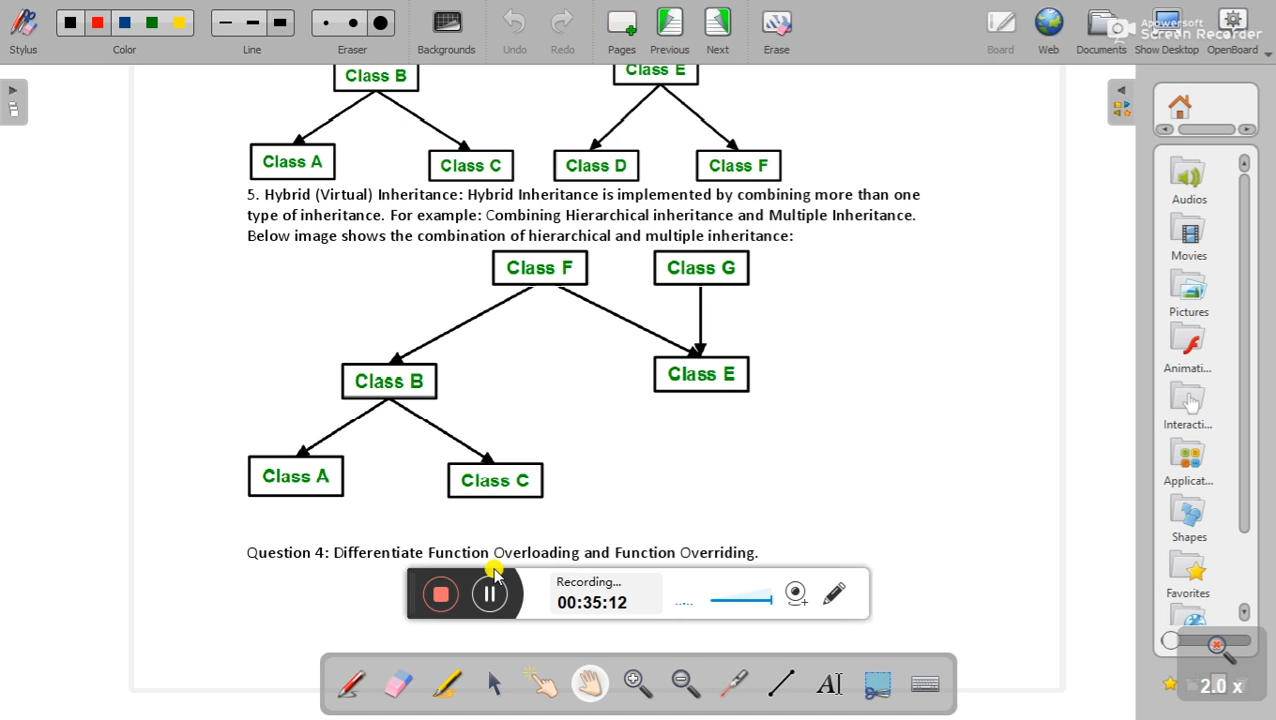 Stylus
Color
Line
Eraser
Backgrounds
Undo
Redo
Pages
Previous
Next
Erase
Board
Web
Documents
Show Desktop
OpenBoard
Apowersoft
Screen Recorder
Class B
Class E
Class A
Class C
Class D
Class F
5. Hybrid (Virtual) Inheritance: Hybrid Inheritance is implemented by combining more than one
type of inheritance. For example: Combining Hierarchical inheritance and Multiple Inheritance.
Below image shows the combination of hierarchical and multiple inheritance:
Class F
Class G
Class B
Class E
Class A
Class C
Question 4: Differentiate Function Overloading and Function Overriding.
Recording...
00:35:12
Audios
Movies
Pictures
Animati...
Interacti...
Applicat...
Shapes
Favorites
2.0 x
AI